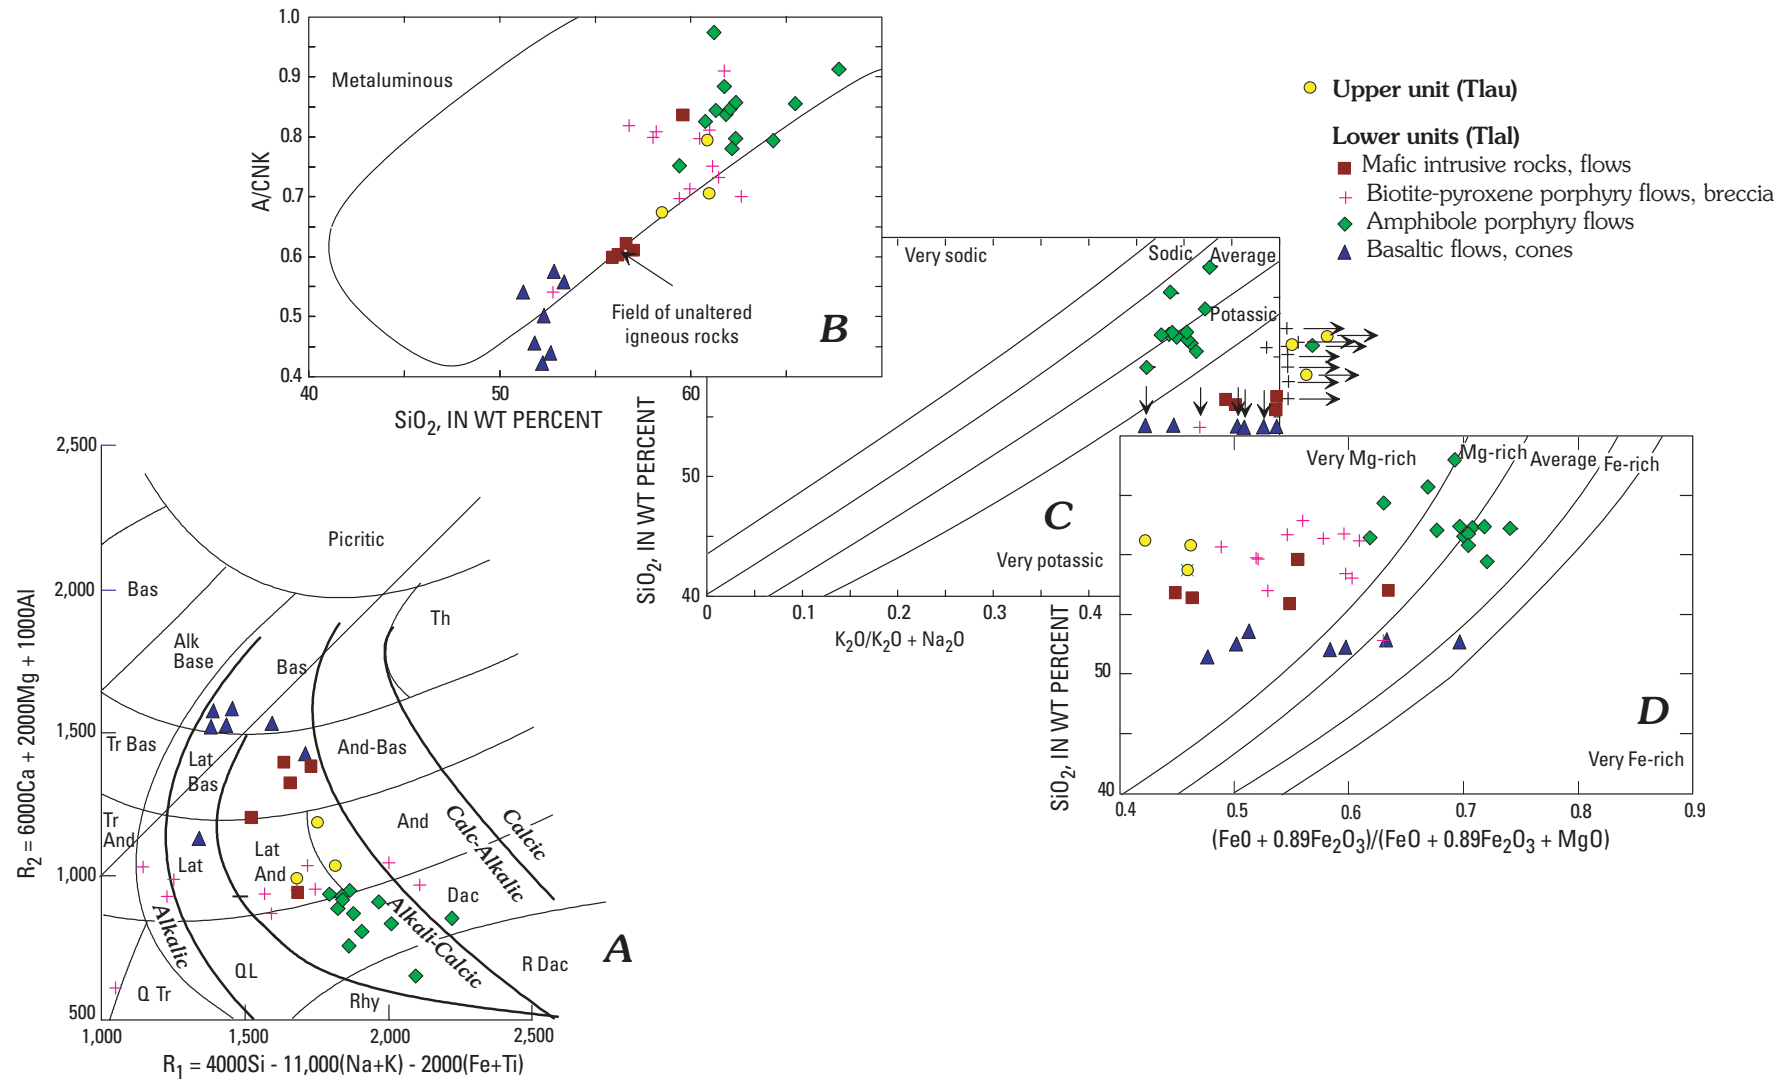 1.0
0.9
0.8
0.7
0.6
0.5
0.4
A/CNK
Metaluminous
Field of unaltered
igneous rocks
B
40
50
60
SiO₂, IN WT PERCENT
Upper unit (Tlau)
Lower units (Tlal)
Mafic intrusive rocks, flows
Biotite-pyroxene porphyry flows, breccia
Amphibole porphyry flows
Basaltic flows, cones
Very sodic
Sodic
Average
Potassic
Very potassic
C
SiO₂, IN WT PERCENT
50
40
0
0.1
0.2
0.3
0.4
K₂O/K₂O + Na₂O
Very Mg-rich
Mg-rich
Average
Fe-rich
Very Fe-rich
D
SiO₂, IN WT PERCENT
50
40
0.4
0.5
0.6
0.7
0.8
0.9
(FeO + 0.89Fe₂O₃)/(FeO + 0.89Fe₂O₃ + MgO)
2,500
2,000
1,500
1,000
500
R₂ = 6000Ca + 2000Mg + 1000Al
Picritic
Bas
Th
Alk
Base
Bas
Tr Bas
Lat
Bas
And-Bas
Tr
And
Lat
Lat
And
And
Dac
Calcic
Calc-Alkalic
Alkali-Calcic
Alkalic
Q Tr
QL
Rhy
R Dac
A
1,000
1,500
2,000
2,500
R₁ = 4000Si - 11,000(Na+K) - 2000(Fe+Ti)